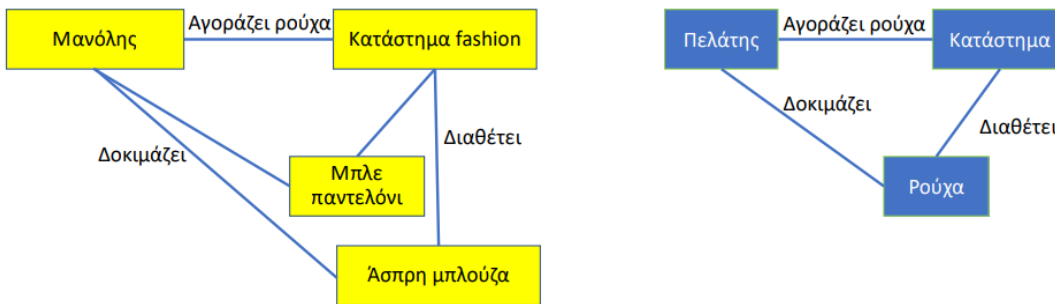 Μανόλης
Αγοράζει ρούχα
Κατάστημα fashion
Δοκιμάζει
Διαθέτει
Μπλε
παντελόνι
Άσπρη μπλούζα
Πελάτης
Αγοράζει ρούχα
Κατάστημα
Δοκιμάζει
Διαθέτει
Ρούχα